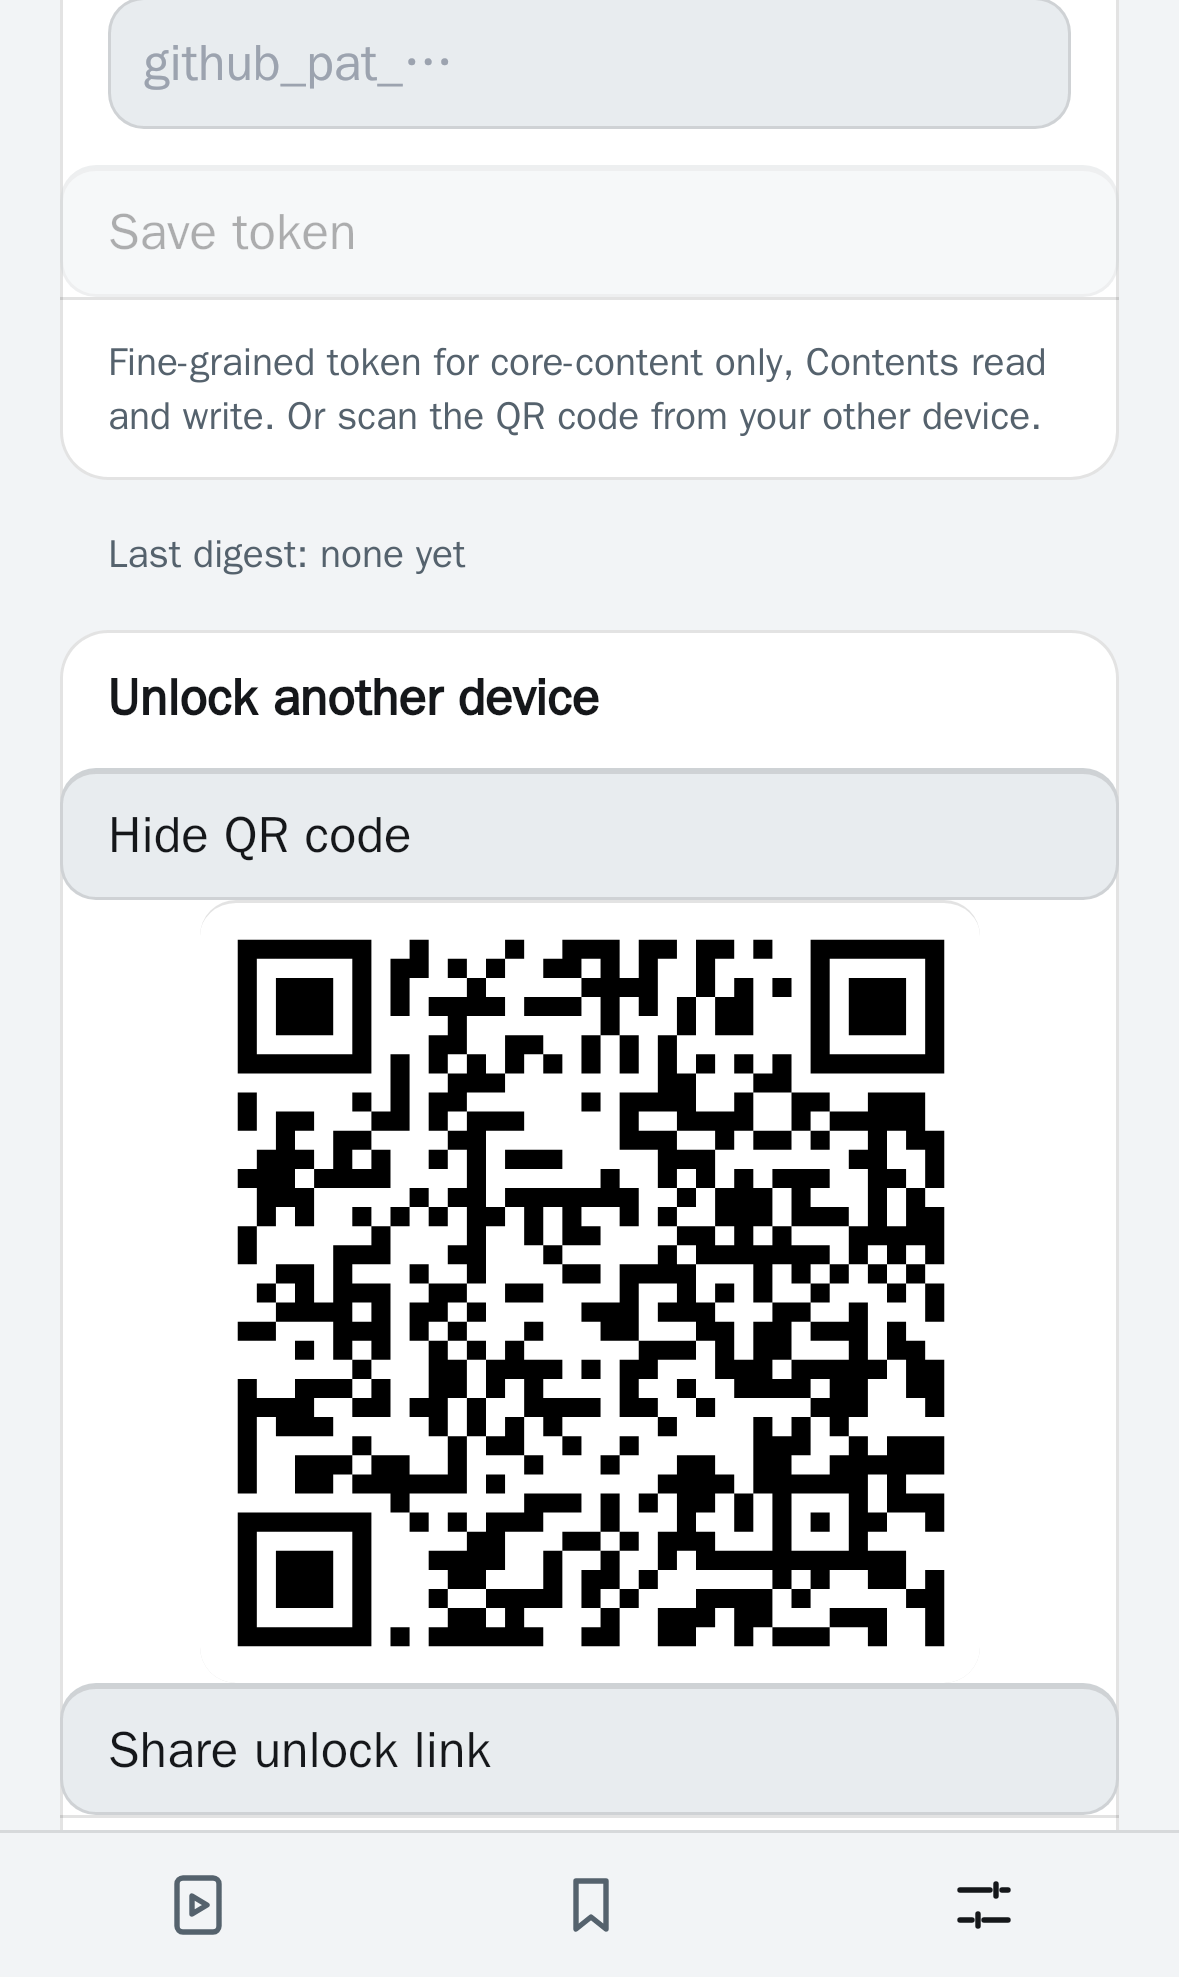 github_pat_···
Save token
Fine-grained token for core-content only, Contents read
and write. Or scan the QR code from your other device.
Last digest: none yet
Unlock another device
Hide QR code
Share unlock link